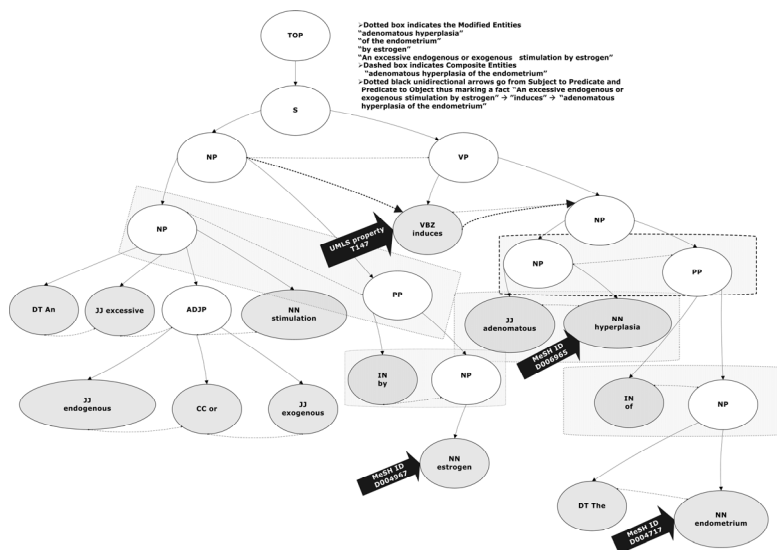 ➢Dotted box indicates the Modified Entities
"adenomatous hyperplasia"
"of the endometrium"
"by estrogen"
"An excessive endogenous or exogenous stimulation by estrogen"
➢Dashed box indicates Composite Entities
"adenomatous hyperplasia of the endometrium"
➢Dotted black unidirectional arrows go from Subject to Predicate and
Predicate to Object thus marking a fact "An excessive endogenous or
exogenous stimulation by estrogen" → "induces" → "adenomatous
hyperplasia of the endometrium")
TOP
S
NP
VP
NP
UMLS property
T147
VBZ
induces
NP
NP
PP
PP
DT An
JJ excessive
ADJP
NN
stimulation
JJ
adenomatous
NN
hyperplasia
MeSH ID
D006965
JJ
endogenous
CC or
JJ
exogenous
IN
by
NP
IN
of
NP
MeSH ID
D004967
NN
estrogen
DT The
MeSH ID
D004717
NN
endometrium